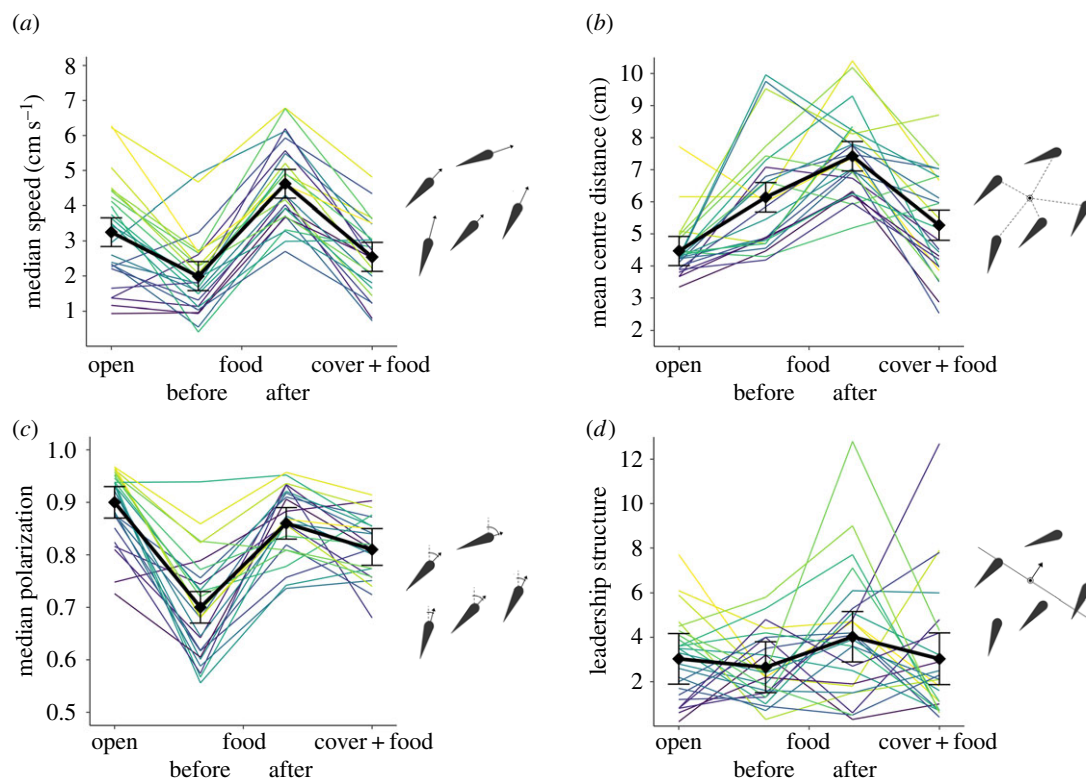 (a)
median speed (cm s⁻¹)
8
7
6
5
4
3
2
1
open
food
cover + food
before
after
(b)
mean centre distance (cm)
10
9
8
7
6
5
4
3
2
open
food
cover + food
before
after
(c)
median polarization
1.0
0.9
0.8
0.7
0.6
0.5
open
food
cover + food
before
after
(d)
leadership structure
12
10
8
6
4
2
open
food
cover + food
before
after